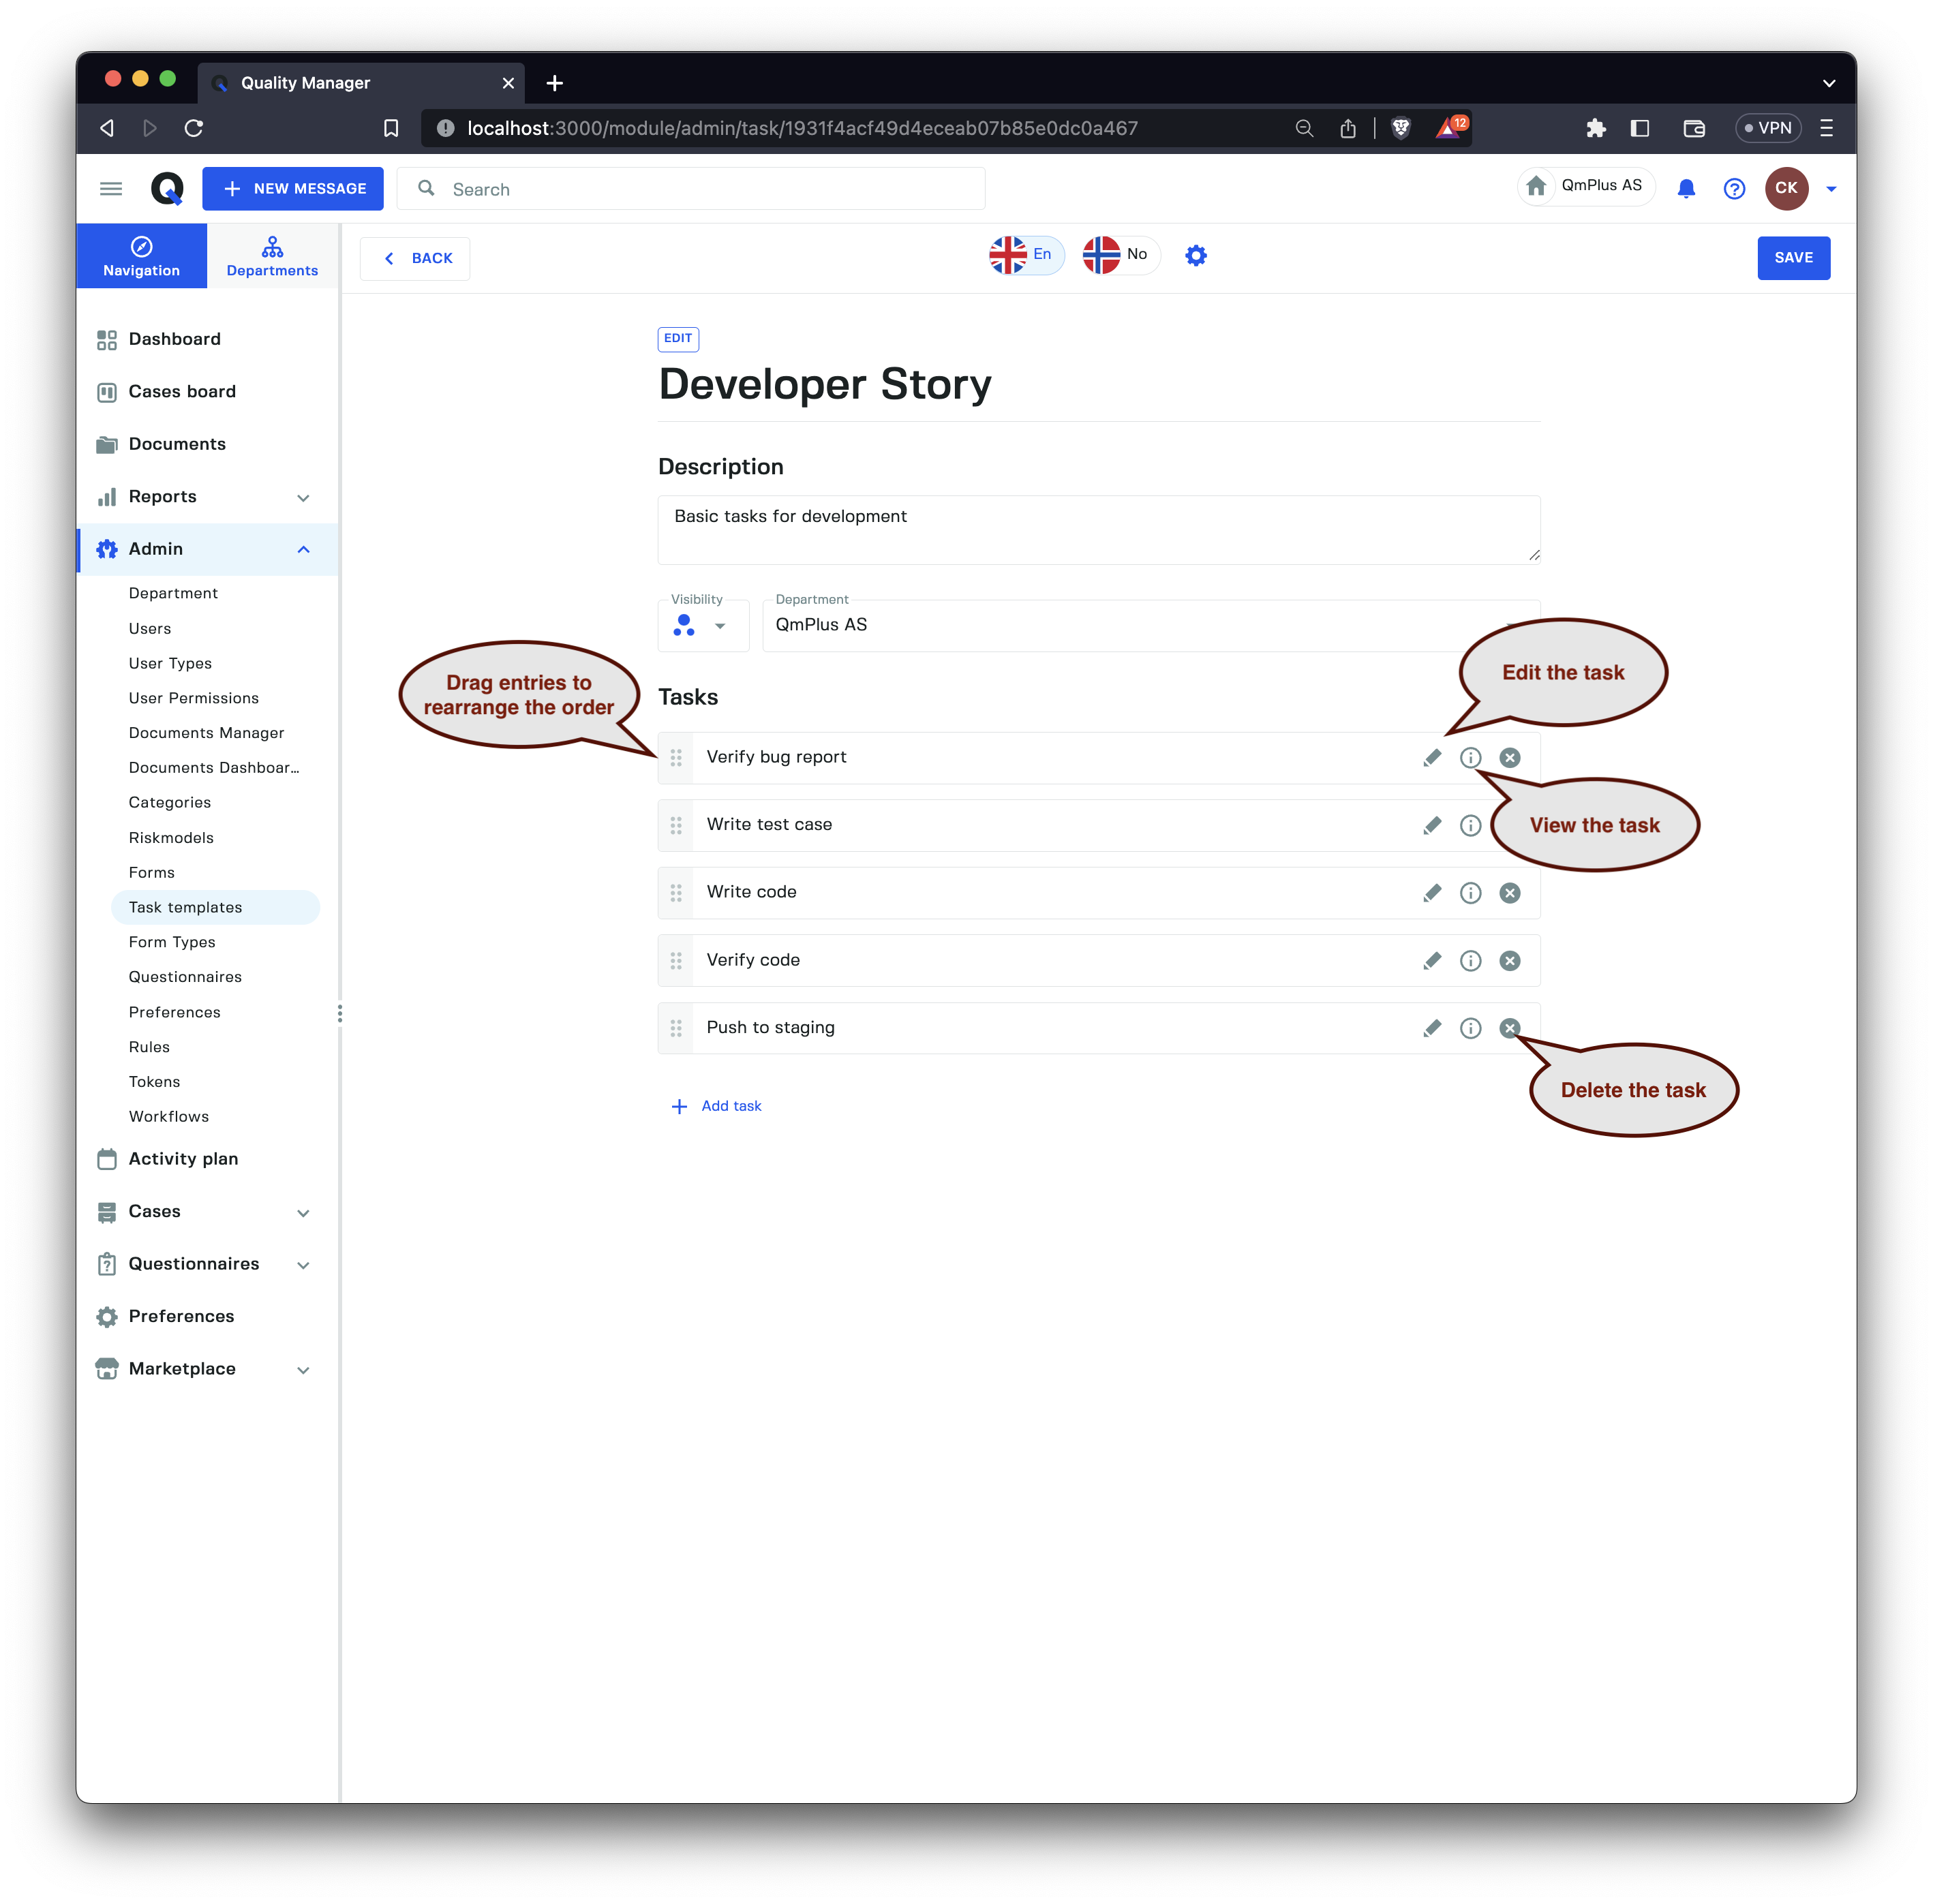 Quality Manager
localhost:3000/module/admin/task/1931f4acf49d4eceab07b85e0dc0a467
12
VPN
NEW MESSAGE
Search
QmPlus AS
CK
Navigation
Departments
BACK
En
No
SAVE
Dashboard
Cases board
Documents
Reports
Admin
Department
Users
User Types
User Permissions
Documents Manager
Documents Dashboar...
Categories
Riskmodels
Forms
Task templates
Form Types
Questionnaires
Preferences
Rules
Tokens
Workflows
Activity plan
Cases
Questionnaires
Preferences
Marketplace
EDIT
Developer Story
Description
Basic tasks for development
Visibility
Department
QmPlus AS
Drag entries to
rearrange the order
Edit the task
Tasks
Verify bug report
View the task
Write test case
Write code
Verify code
Push to staging
Delete the task
Add task